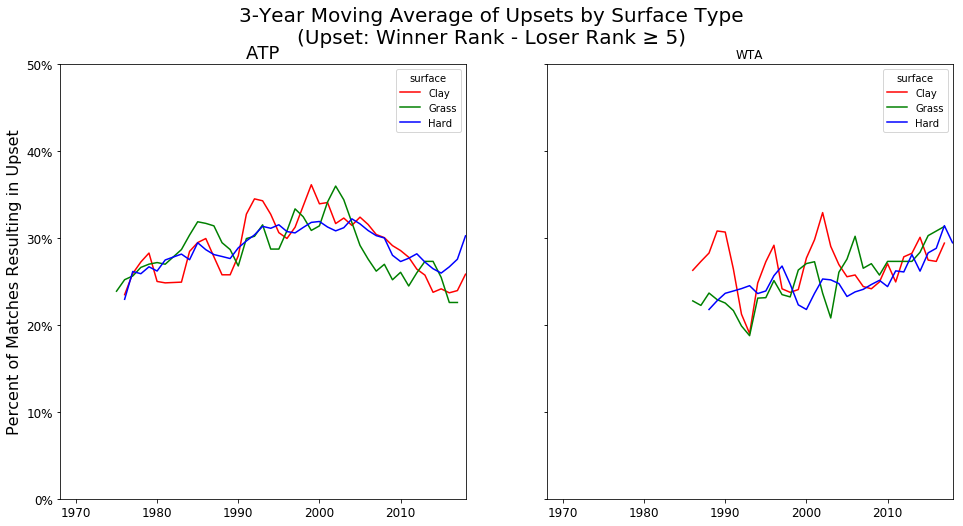 3-Year Moving Average of Upsets by Surface Type
(Upset: Winner Rank - Loser Rank ≥ 5)
ATP
WTA
Percent of Matches Resulting in Upset
50%
40%
30%
20%
10%
0%
surface
Clay
Grass
Hard
1970
1980
1990
2000
2010
surface
Clay
Grass
Hard
1970
1980
1990
2000
2010